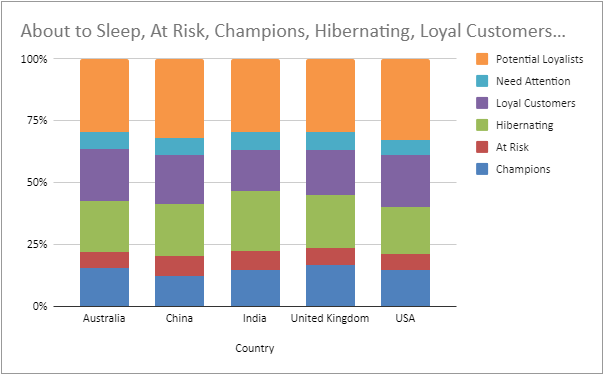 About to Sleep, At Risk, Champions, Hibernating, Loyal Customers...
100%
75%
50%
25%
0%
Australia
China
India
United Kingdom
USA
Country
Potential Loyalists
Need Attention
Loyal Customers
Hibernating
At Risk
Champions